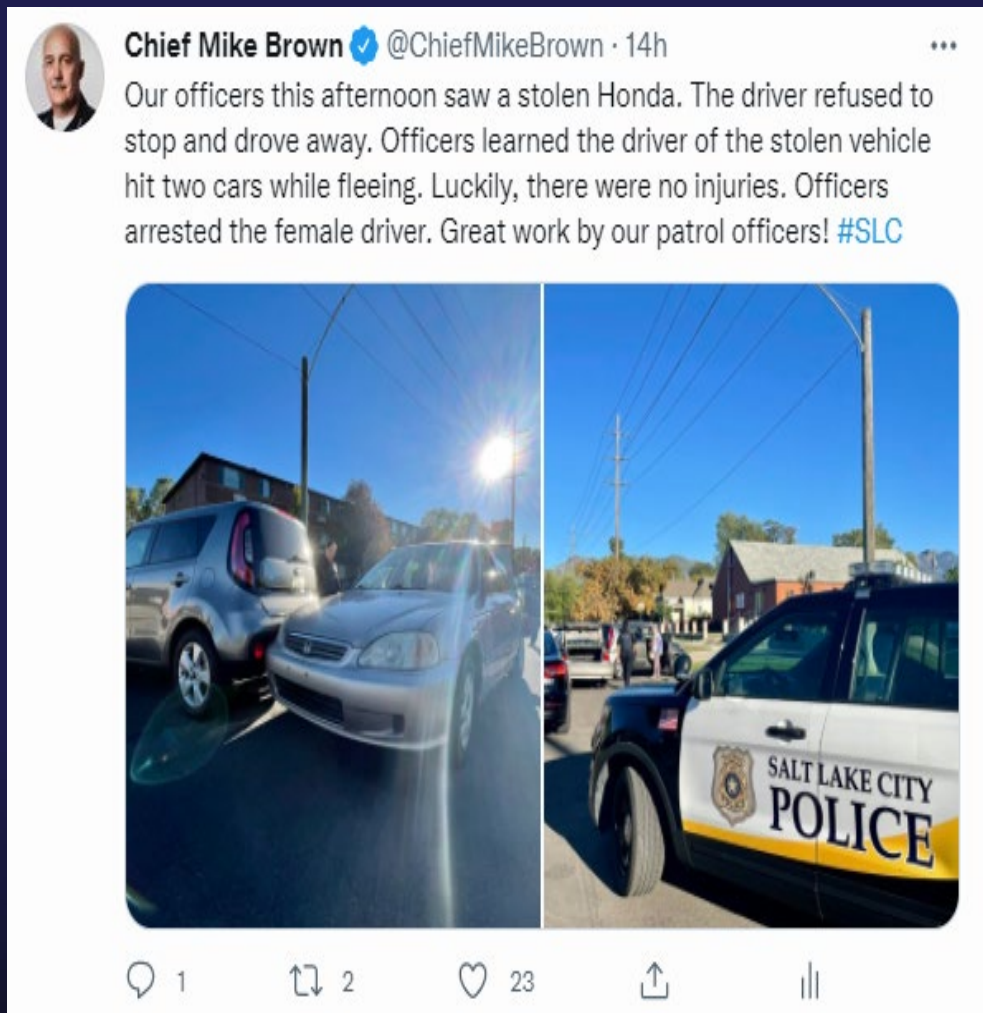 Chief Mike Brown @ChiefMikeBrown · 14h
Our officers this afternoon saw a stolen Honda. The driver refused to
stop and drove away. Officers learned the driver of the stolen vehicle
hit two cars while fleeing. Luckily, there were no injuries. Officers
arrested the female driver. Great work by our patrol officers! #SLC
SALT LAKE CITY
POLICE
1 2 23